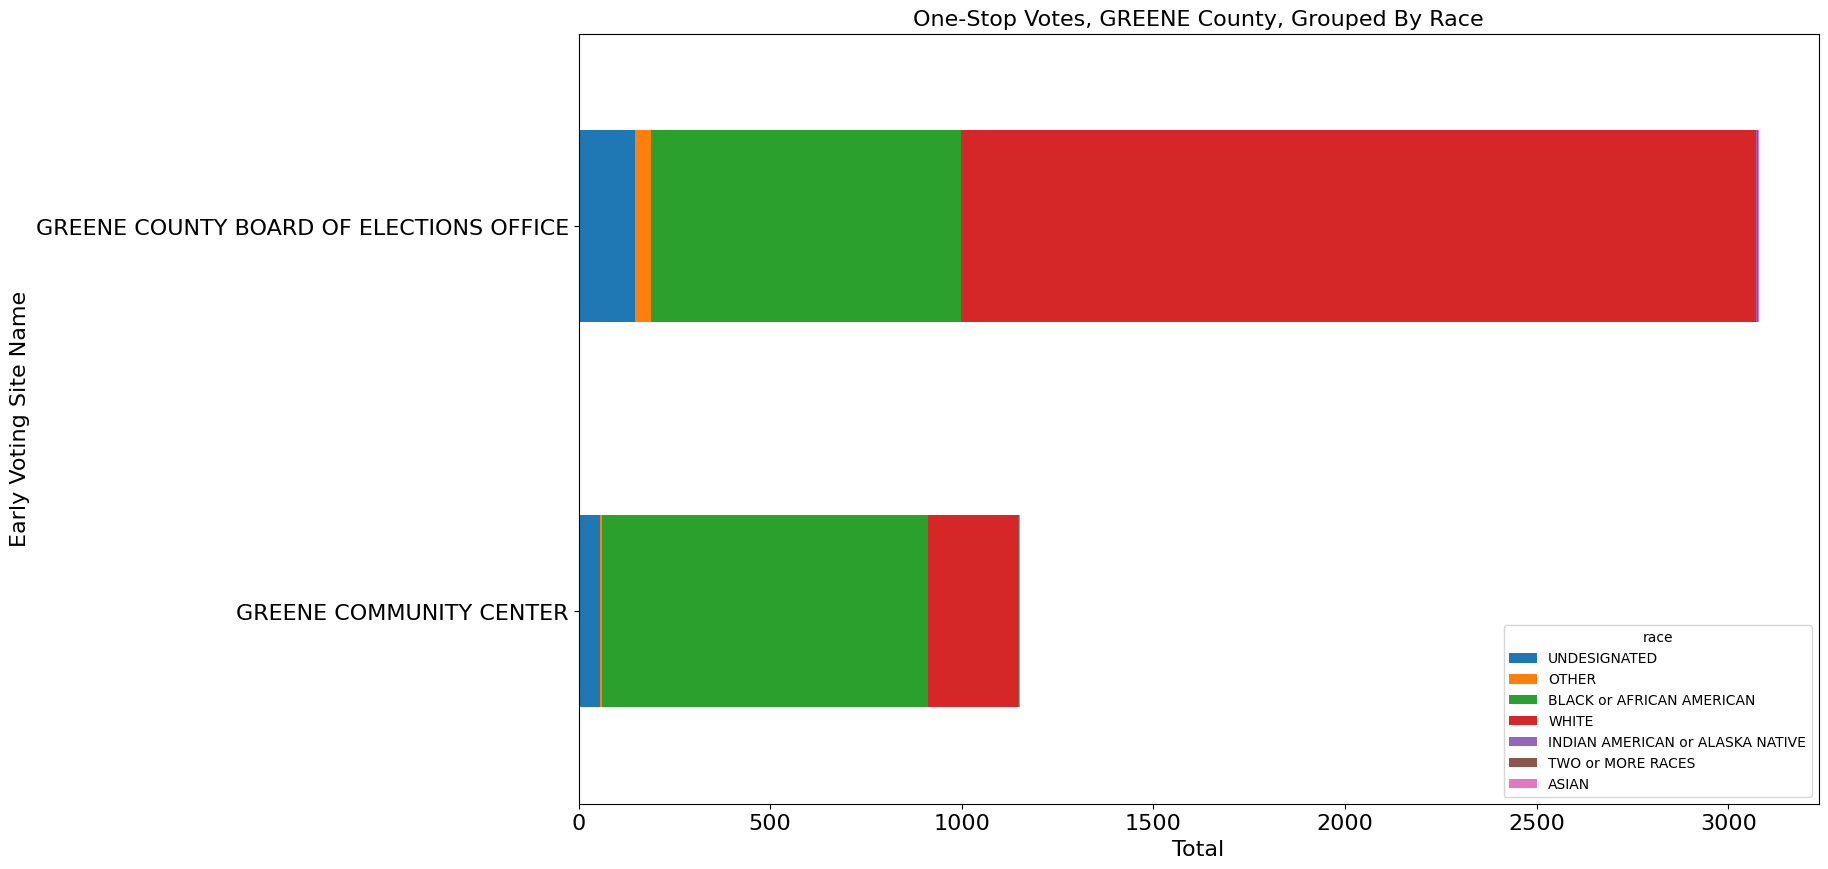 One-Stop Votes, GREENE County, Grouped By Race
Early Voting Site Name
GREENE COUNTY BOARD OF ELECTIONS OFFICE
GREENE COMMUNITY CENTER
race
UNDESIGNATED
OTHER
BLACK or AFRICAN AMERICAN
WHITE
INDIAN AMERICAN or ALASKA NATIVE
TWO or MORE RACES
ASIAN
0 500 1000 1500 2000 2500 3000
Total